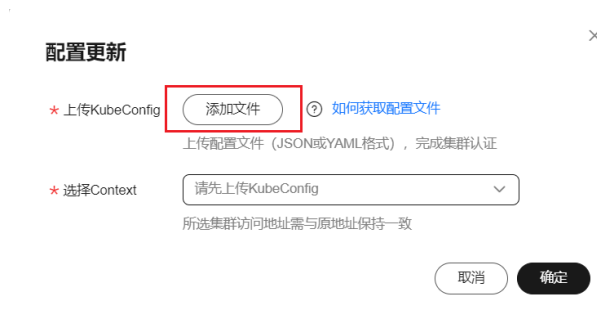 配置更新
* 上传KubeConfig 添加文件 ? 如何获取配置文件
上传配置文件（JSON或YAML格式），完成集群认证
* 选择Context 请先上传KubeConfig
所选集群访问地址需与原地址保持一致
取消 确定